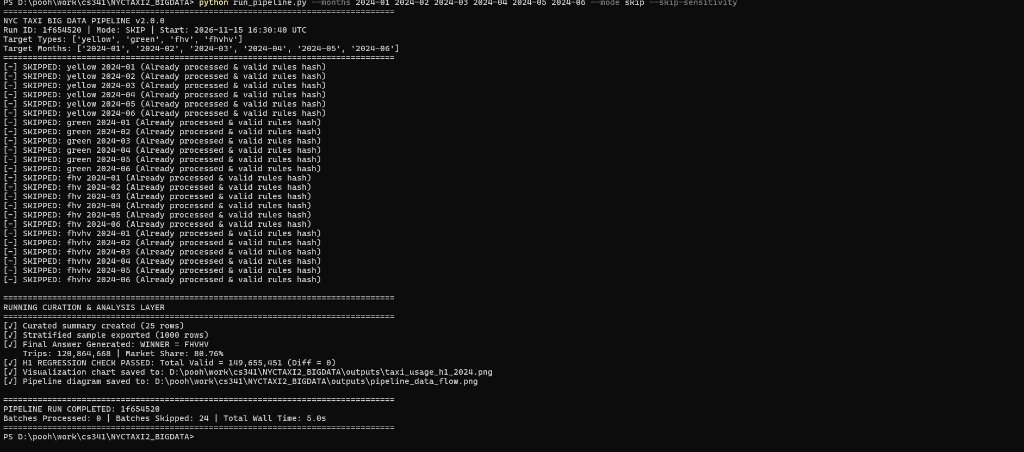 PS D:\pooh\work\cs341\NYCTAXI2_BIGDATA> python run_pipeline.py --months 2024-01 2024-02 2024-03 2024-04 2024-05 2024-06 --mode skip --skip-sensitivity
================================================================================
NYC TAXI BIG DATA PIPELINE v2.0.0
Run ID: 1f654520 | Mode: SKIP | Start: 2026-11-15 16:30:40 UTC
Target Types: ['yellow', 'green', 'fhv', 'fhvhv']
Target Months: ['2024-01', '2024-02', '2024-03', '2024-04', '2024-05', '2024-06']
================================================================================
[-] SKIPPED: yellow 2024-01 (Already processed & valid rules hash)
[-] SKIPPED: yellow 2024-02 (Already processed & valid rules hash)
[-] SKIPPED: yellow 2024-03 (Already processed & valid rules hash)
[-] SKIPPED: yellow 2024-04 (Already processed & valid rules hash)
[-] SKIPPED: yellow 2024-05 (Already processed & valid rules hash)
[-] SKIPPED: yellow 2024-06 (Already processed & valid rules hash)
[-] SKIPPED: green 2024-01 (Already processed & valid rules hash)
[-] SKIPPED: green 2024-02 (Already processed & valid rules hash)
[-] SKIPPED: green 2024-03 (Already processed & valid rules hash)
[-] SKIPPED: green 2024-04 (Already processed & valid rules hash)
[-] SKIPPED: green 2024-05 (Already processed & valid rules hash)
[-] SKIPPED: green 2024-06 (Already processed & valid rules hash)
[-] SKIPPED: fhv 2024-01 (Already processed & valid rules hash)
[-] SKIPPED: fhv 2024-02 (Already processed & valid rules hash)
[-] SKIPPED: fhv 2024-03 (Already processed & valid rules hash)
[-] SKIPPED: fhv 2024-04 (Already processed & valid rules hash)
[-] SKIPPED: fhv 2024-05 (Already processed & valid rules hash)
[-] SKIPPED: fhv 2024-06 (Already processed & valid rules hash)
[-] SKIPPED: fhvhv 2024-01 (Already processed & valid rules hash)
[-] SKIPPED: fhvhv 2024-02 (Already processed & valid rules hash)
[-] SKIPPED: fhvhv 2024-03 (Already processed & valid rules hash)
[-] SKIPPED: fhvhv 2024-04 (Already processed & valid rules hash)
[-] SKIPPED: fhvhv 2024-05 (Already processed & valid rules hash)
[-] SKIPPED: fhvhv 2024-06 (Already processed & valid rules hash)
================================================================================
RUNNING CURATION & ANALYSIS LAYER
================================================================================
[√] Curated summary created (25 rows)
[√] Stratified sample exported (1000 rows)
[√] Final Answer Generated: WINNER = FHVHV
Trips: 120,864,668 | Market Share: 80.76%
[√] H1 REGRESSION CHECK PASSED: Total Valid = 149,655,451 (Diff = 0)
[√] Visualization chart saved to: D:\pooh\work\cs341\NYCTAXI2_BIGDATA\outputs\taxi_usage_h1_2024.png
[√] Pipeline diagram saved to: D:\pooh\work\cs341\NYCTAXI2_BIGDATA\outputs\pipeline_data_flow.png
================================================================================
PIPELINE RUN COMPLETED: 1f654520
Batches Processed: 0 | Batches Skipped: 24 | Total Wall Time: 5.0s
================================================================================
PS D:\pooh\work\cs341\NYCTAXI2_BIGDATA>